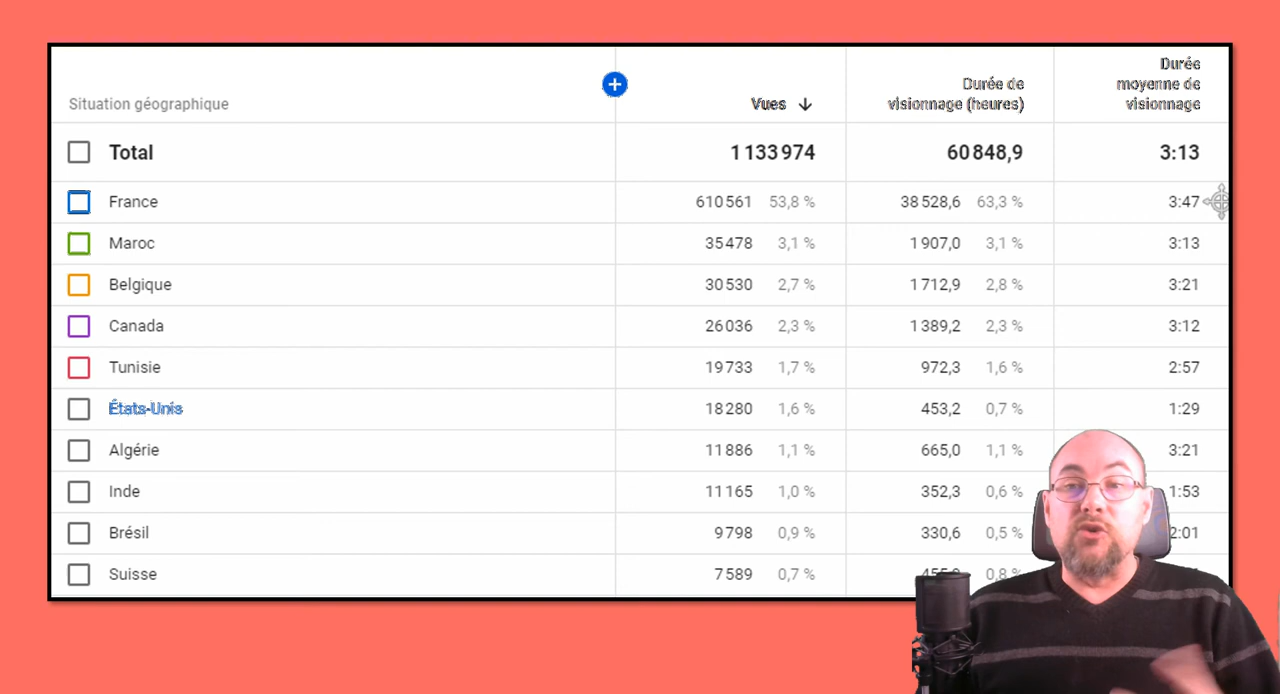 Situation géographique
Vues
Durée de
visionnage (heures)
Durée
moyenne de
visionnage
Total 1 133 974 60 848,9 3:13
France 610 561 53,8 % 38 528,6 63,3 % 3:47
Maroc 35 478 3,1 % 1 907,0 3,1 % 3:13
Belgique 30 530 2,7 % 1 712,9 2,8 % 3:21
Canada 26 036 2,3 % 1 389,2 2,3 % 3:12
Tunisie 19 733 1,7 % 972,3 1,6 % 2:57
États-Unis 18 280 1,6 % 453,2 0,7 % 1:29
Algérie 11 886 1,1 % 665,0 1,1 % 3:21
Inde 11 165 1,0 % 352,3 0,6 % 1:53
Brésil 9 798 0,9 % 330,6 0,5 % 2:01
Suisse 7 589 0,7 % 0,8 %